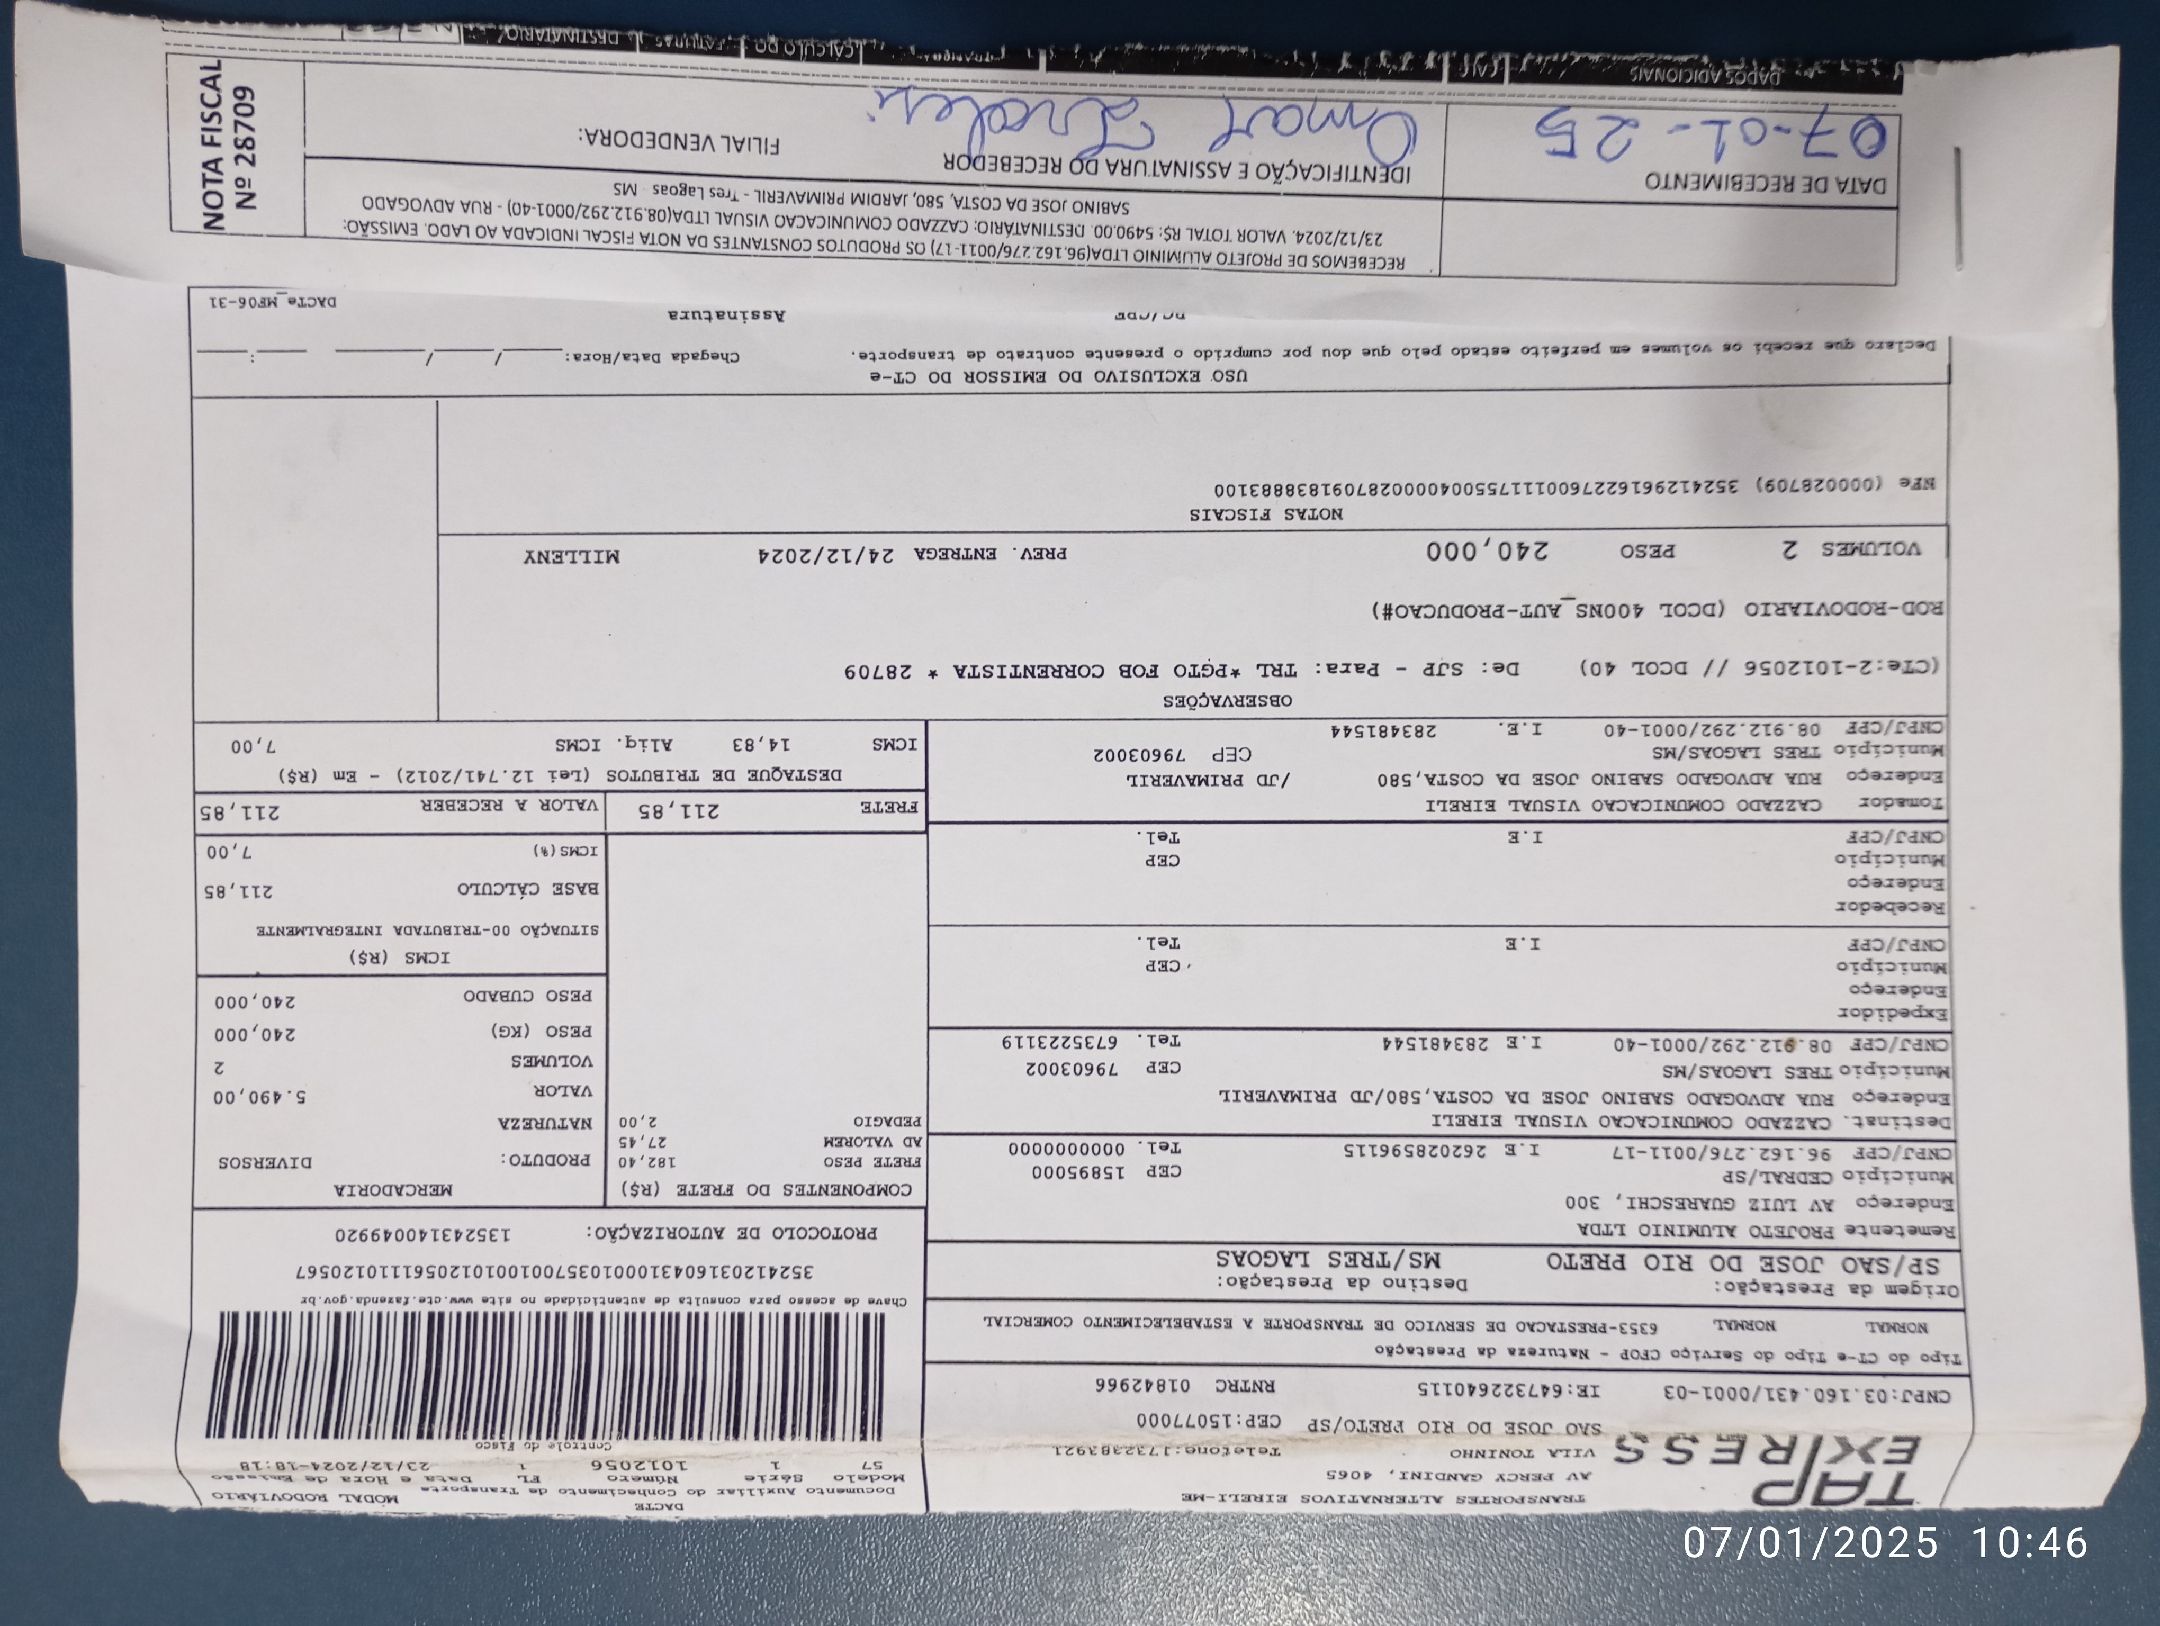 TAP
EXPRESS
TRANSPORTES ALTERNATIVOS EIRELI-ME
AV PERCY GANDINI, 4065
VILA TONINHO Telefone:1732383921
SAO JOSE DO RIO PRETO/SP CEP:15077000
CNPJ:03.160.431/0001-03 IE:647322640115 RNTRC 01842966
DACTE
Documento Auxiliar do Conhecimento de Transporte MODAL RODOVIÁRIO
Modelo Série Número FL Data e Hora de Emissão
57 1 1012056 1 23/12/2024-18:18
Controle do Fisco
Chave de acesso para consulta de autenticidade no site www.cte.fazenda.gov.br
35241203160431000103570010010120561111012056​7
PROTOCOLO DE AUTORIZAÇÃO: 135243140049920
Tipo do CT-e Tipo do Serviço CFOP - Natureza da Prestação
NORMAL NORMAL 6353-PRESTACAO DE SERVICO DE TRANSPORTE A ESTABELECIMENTO COMERCIAL
Origem da Prestação: Destino da Prestação:
SP/SAO JOSE DO RIO PRETO MS/TRES LAGOAS
Remetente PROJETO ALUMINIO LTDA
Endereço AV LUIZ GUARESCHI, 300
Município CEDRAL/SP CEP 15895000
CNPJ/CPF 96.162.276/0011-17 I.E 262028596115 Tel. 00000000000
Destinat. CAZZADO COMUNICACAO VISUAL EIRELI
Endereço RUA ADVOGADO SABINO JOSE DA COSTA,580/JD PRIMAVERIL
Município TRES LAGOAS/MS CEP 79603002
CNPJ/CPF 08.912.292/0001-40 I.E 283481544 Tel. 6735223119
Expedidor
Endereço
Município CEP
CNPJ/CPF I.E Tel.
Recebedor
Endereço
Município CEP
CNPJ/CPF I.E Tel.
Tomador CAZZADO COMUNICACAO VISUAL EIRELI
Endereço RUA ADVOGADO SABINO JOSE DA COSTA,580 /JD PRIMAVERIL
Município TRES LAGOAS/MS CEP 79603002
CNPJ/CPF 08.912.292/0001-40 I.E. 283481544
COMPONENTES DO FRETE (R$)
FRETE PESO 182,40
AD VALOREM 27,45
PEDAGIO 2,00
MERCADORIA
PRODUTO: DIVERSOS
NATUREZA
VALOR 5.490,00
VOLUMES 2
PESO (KG) 240,000
PESO CUBADO 240,000
ICMS (R$)
SITUAÇÃO 00-TRIBUTADA INTEGRALMENTE
BASE CÁLCULO 211,85
ICMS(%) 7,00
FRETE 211,85 VALOR A RECEBER 211,85
DESTAQUE DE TRIBUTOS (Lei 12.741/2012) - Em (R$)
ICMS 14,83 Aliq. ICMS 7,00
OBSERVAÇÕES
(CTe:2-1012056 // DCOL 40) De: SJP - Para: TRL *PGTO FOB CORRENTISTA * 28709
ROD-RODOVIARIO (DCOL 400NS_AUT-PRODUCAO#)
VOLUMES 2 PESO 240,000 PREV. ENTREGA 24/12/2024 MILLENY
NOTAS FISCAIS
NFe (000028709) 35241296162276001117550040000287091838883100
USO EXCLUSIVO DO EMISSOR DO CT-e
Declaro que recebi os volumes em perfeito estado pelo que dou por cumprido o presente contrato de transporte. Chegada Data/Hora: / / :
RG/CPF Assinatura DACTe_MF06-31
RECEBEMOS DE PROJETO ALUMINIO LTDA(96.162.276/0011-17) OS PRODUTOS CONSTANTES DA NOTA FISCAL INDICADA AO LADO. EMISSÃO:
23/12/2024. VALOR TOTAL R$: 5490.00. DESTINATÁRIO: CAZZADO COMUNICACAO VISUAL LTDA(08.912.292/0001-40) - RUA ADVOGADO
SABINO JOSE DA COSTA, 580, JARDIM PRIMAVERIL - Tres Lagoas - MS
DATA DE RECEBIMENTO IDENTIFICAÇÃO E ASSINATURA DO RECEBEDOR FILIAL VENDEDORA:
07-01-25 Omar
NOTA FISCAL
Nº 28709
DADOS ADICIONAIS
DESTINATÁRIO/
07/01/2025 10:46